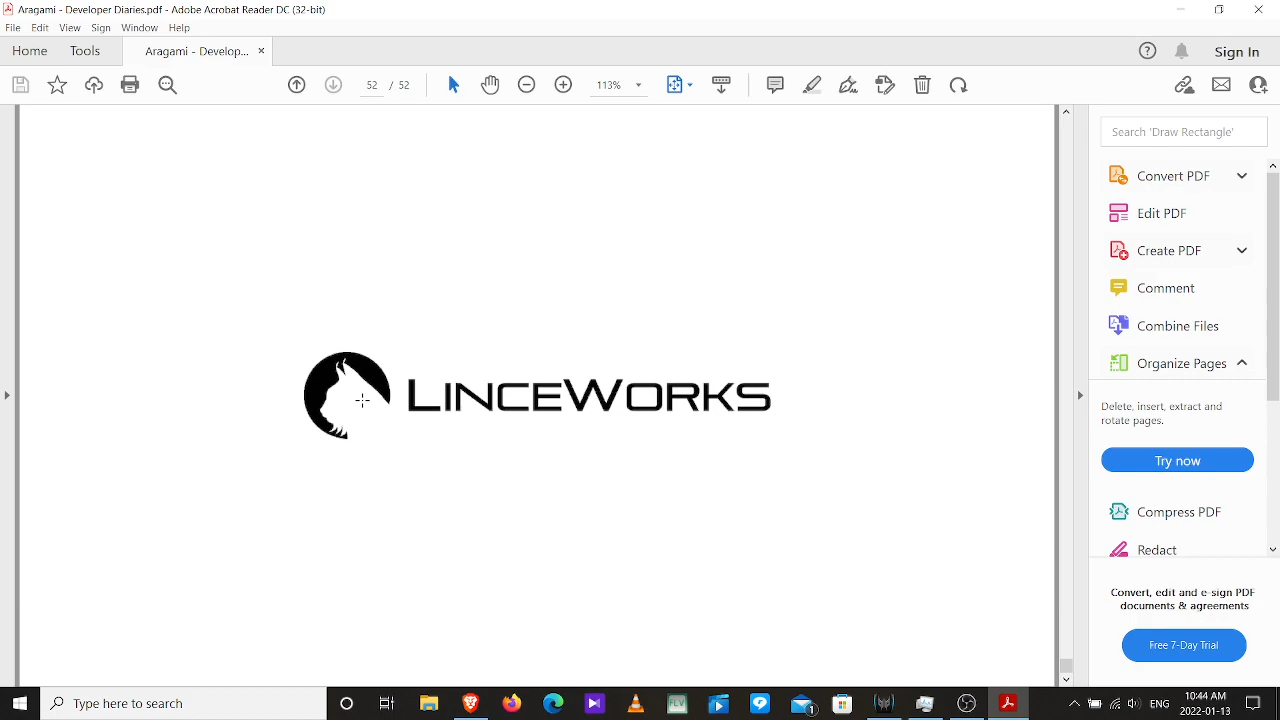 Aragami - Developer Diaries.pdf - Adobe Acrobat Reader DC (32-bit)
File Edit View Sign Window Help
Home Tools Aragami - Develop... Sign In
52 / 52 113%
Search 'Draw Rectangle'
Convert PDF
Edit PDF
Create PDF
Comment
Combine Files
Organize Pages
Delete, insert, extract and
rotate pages.
Try now
Compress PDF
Redact
Convert, edit and e-sign PDF
documents & agreements
Free 7-Day Trial
LINCEWORKS
Type here to search
FLV
1
ENG
10:44 AM
2022-01-13